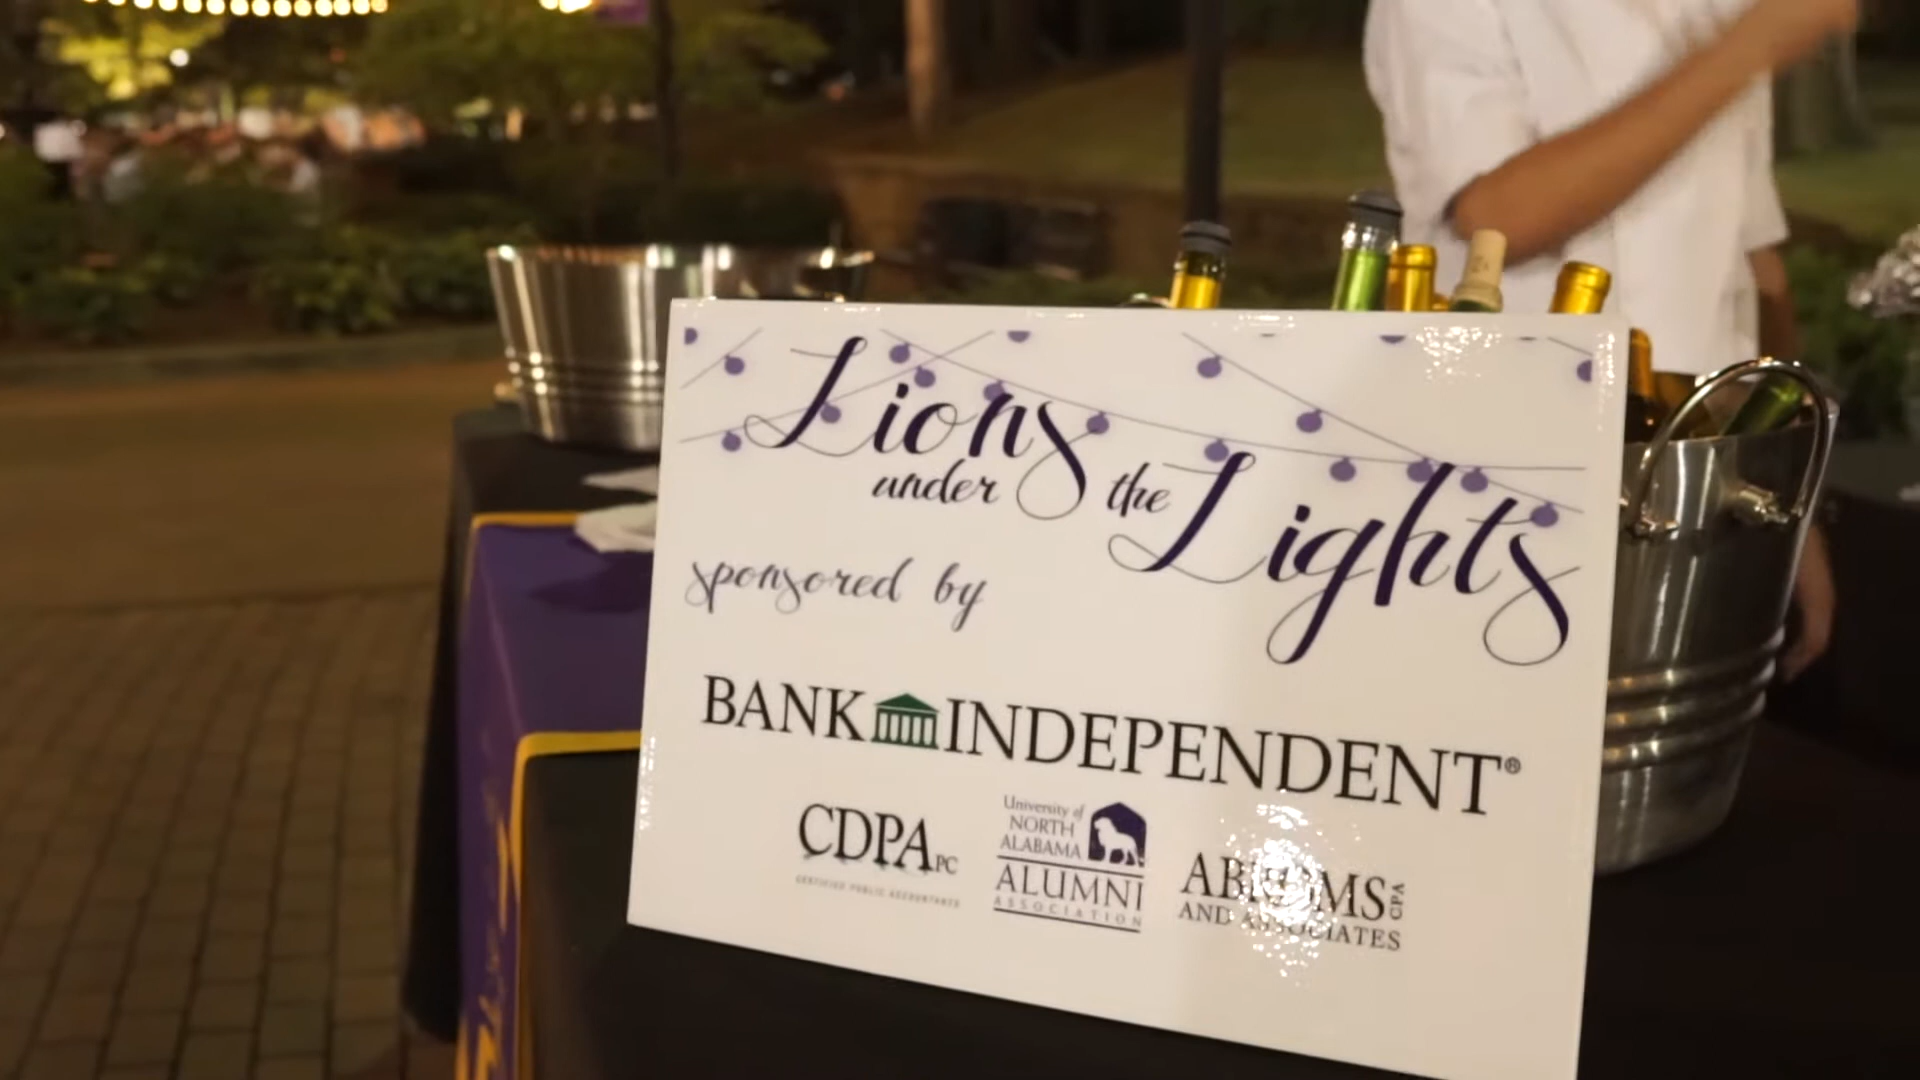 Lions
under the Lights
sponsored by
BANK INDEPENDENT®
CDPA PC
CERTIFIED PUBLIC ACCOUNTANTS
University of
NORTH
ALABAMA
ALUMNI
ASSOCIATION
CPA
AND ASSOCIATES